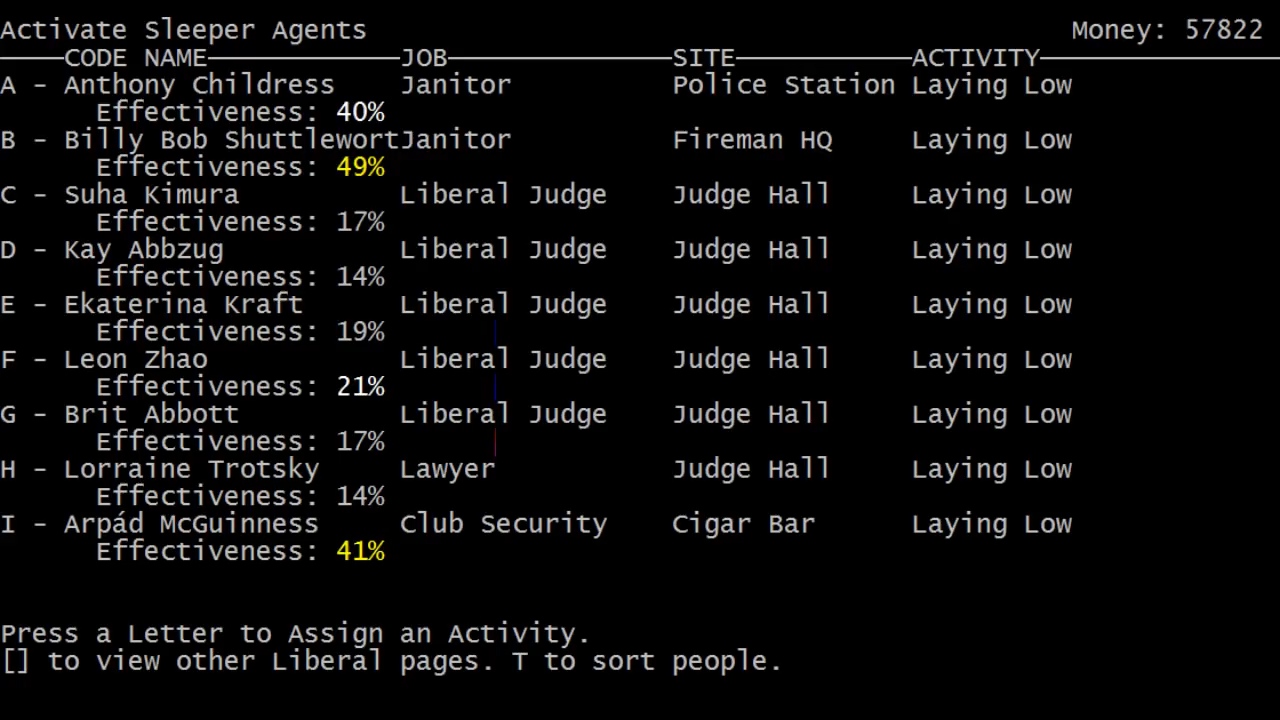 Activate Sleeper Agents Money: 57822
CODE NAME JOB SITE ACTIVITY
A - Anthony Childress Janitor Police Station Laying Low
Effectiveness: 40%
B - Billy Bob ShuttlewortJanitor Fireman HQ Laying Low
Effectiveness: 49%
C - Suha Kimura Liberal Judge Judge Hall Laying Low
Effectiveness: 17%
D - Kay Abbzug Liberal Judge Judge Hall Laying Low
Effectiveness: 14%
E - Ekaterina Kraft Liberal Judge Judge Hall Laying Low
Effectiveness: 19%
F - Leon Zhao Liberal Judge Judge Hall Laying Low
Effectiveness: 21%
G - Brit Abbott Liberal Judge Judge Hall Laying Low
Effectiveness: 17%
H - Lorraine Trotsky Lawyer Judge Hall Laying Low
Effectiveness: 14%
I - Arpád McGuinness Club Security Cigar Bar Laying Low
Effectiveness: 41%
Press a Letter to Assign an Activity.
[] to view other Liberal pages. T to sort people.